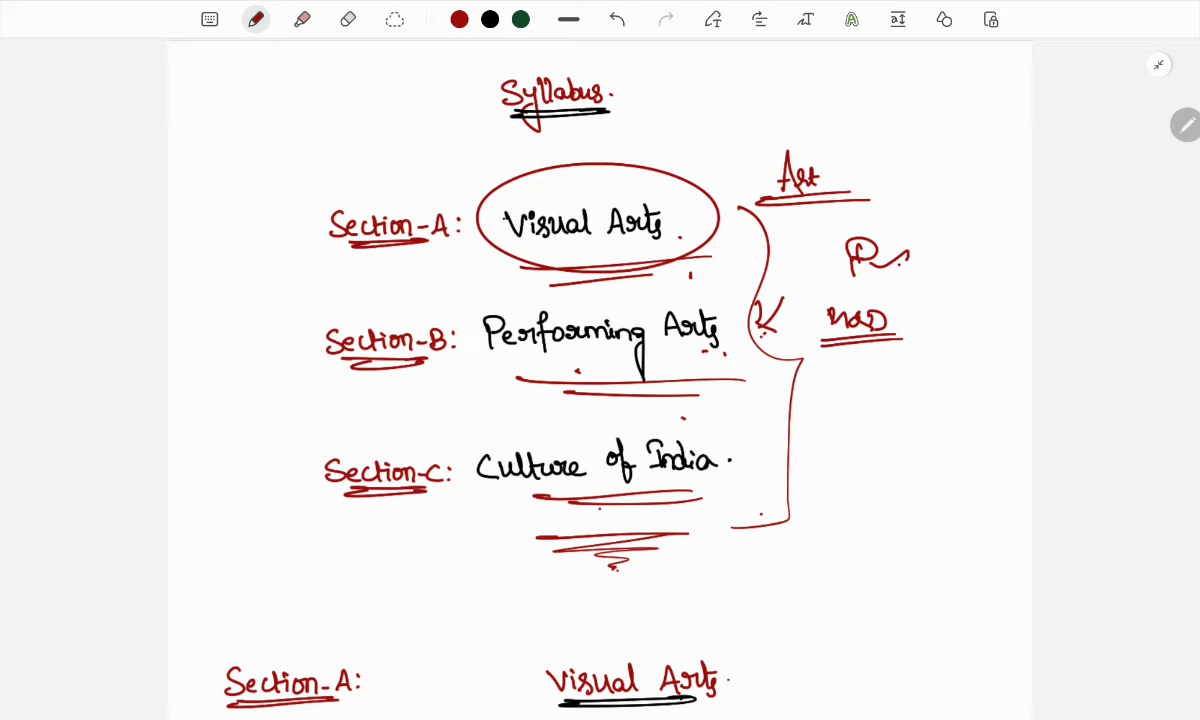 Syllabus.
Art
Section-A: Visual Arts.
Section-B: Performing Arts
Section-C: Culture of India.
Section-A: Visual Arts.